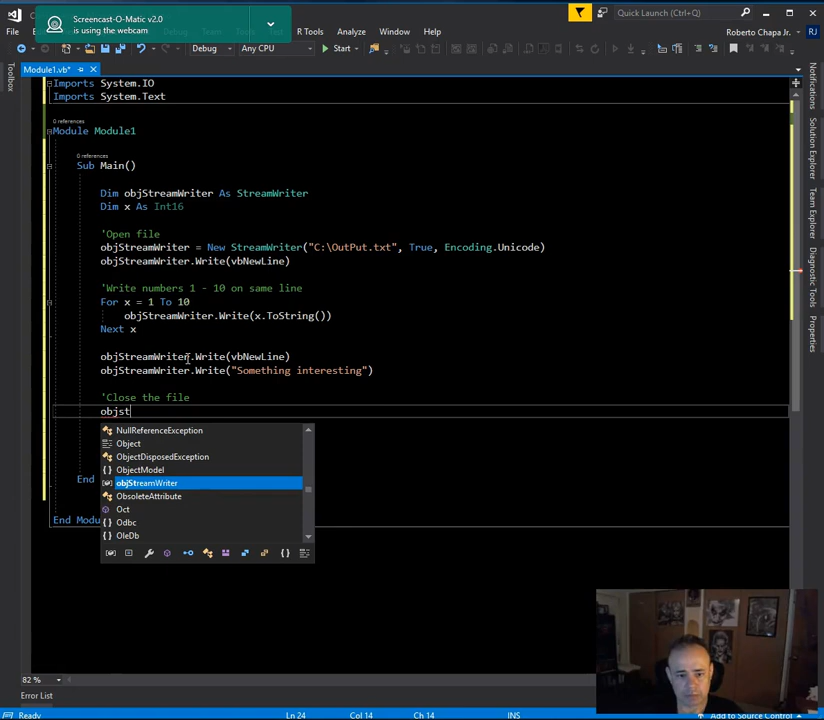 Screencast-O-Matic v2.0
is using the webcam
Quick Launch (Ctrl+Q)
File
R Tools
Architecture
Analyze
Window
Help
Roberto Chapa Jr.
RJ
Debug
Any CPU
Start
Module1.vb*
Toolbox
Notifications
Solution Explorer
Team Explorer
Diagnostic Tools
Properties
Imports System.IO
Imports System.Text
0 references
Module Module1
0 references
Sub Main()
Dim objStreamWriter As StreamWriter
Dim x As Int16
'Open file
objStreamWriter = New StreamWriter("C:\OutPut.txt", True, Encoding.Unicode)
objStreamWriter.Write(vbNewLine)
'Write numbers 1 - 10 on same line
For x = 1 To 10
objStreamWriter.Write(x.ToString())
Next x
objStreamWriter.Write(vbNewLine)
objStreamWriter.Write("Something interesting")
'Close the file
objst
NullReferenceException
Object
ObjectDisposedException
ObjectModel
objStreamWriter
ObsoleteAttribute
Oct
Odbc
OleDb
End
End Modu
82 %
Error List
Ready
Ln 24
Col 14
Ch 14
INS
Add to Source Control